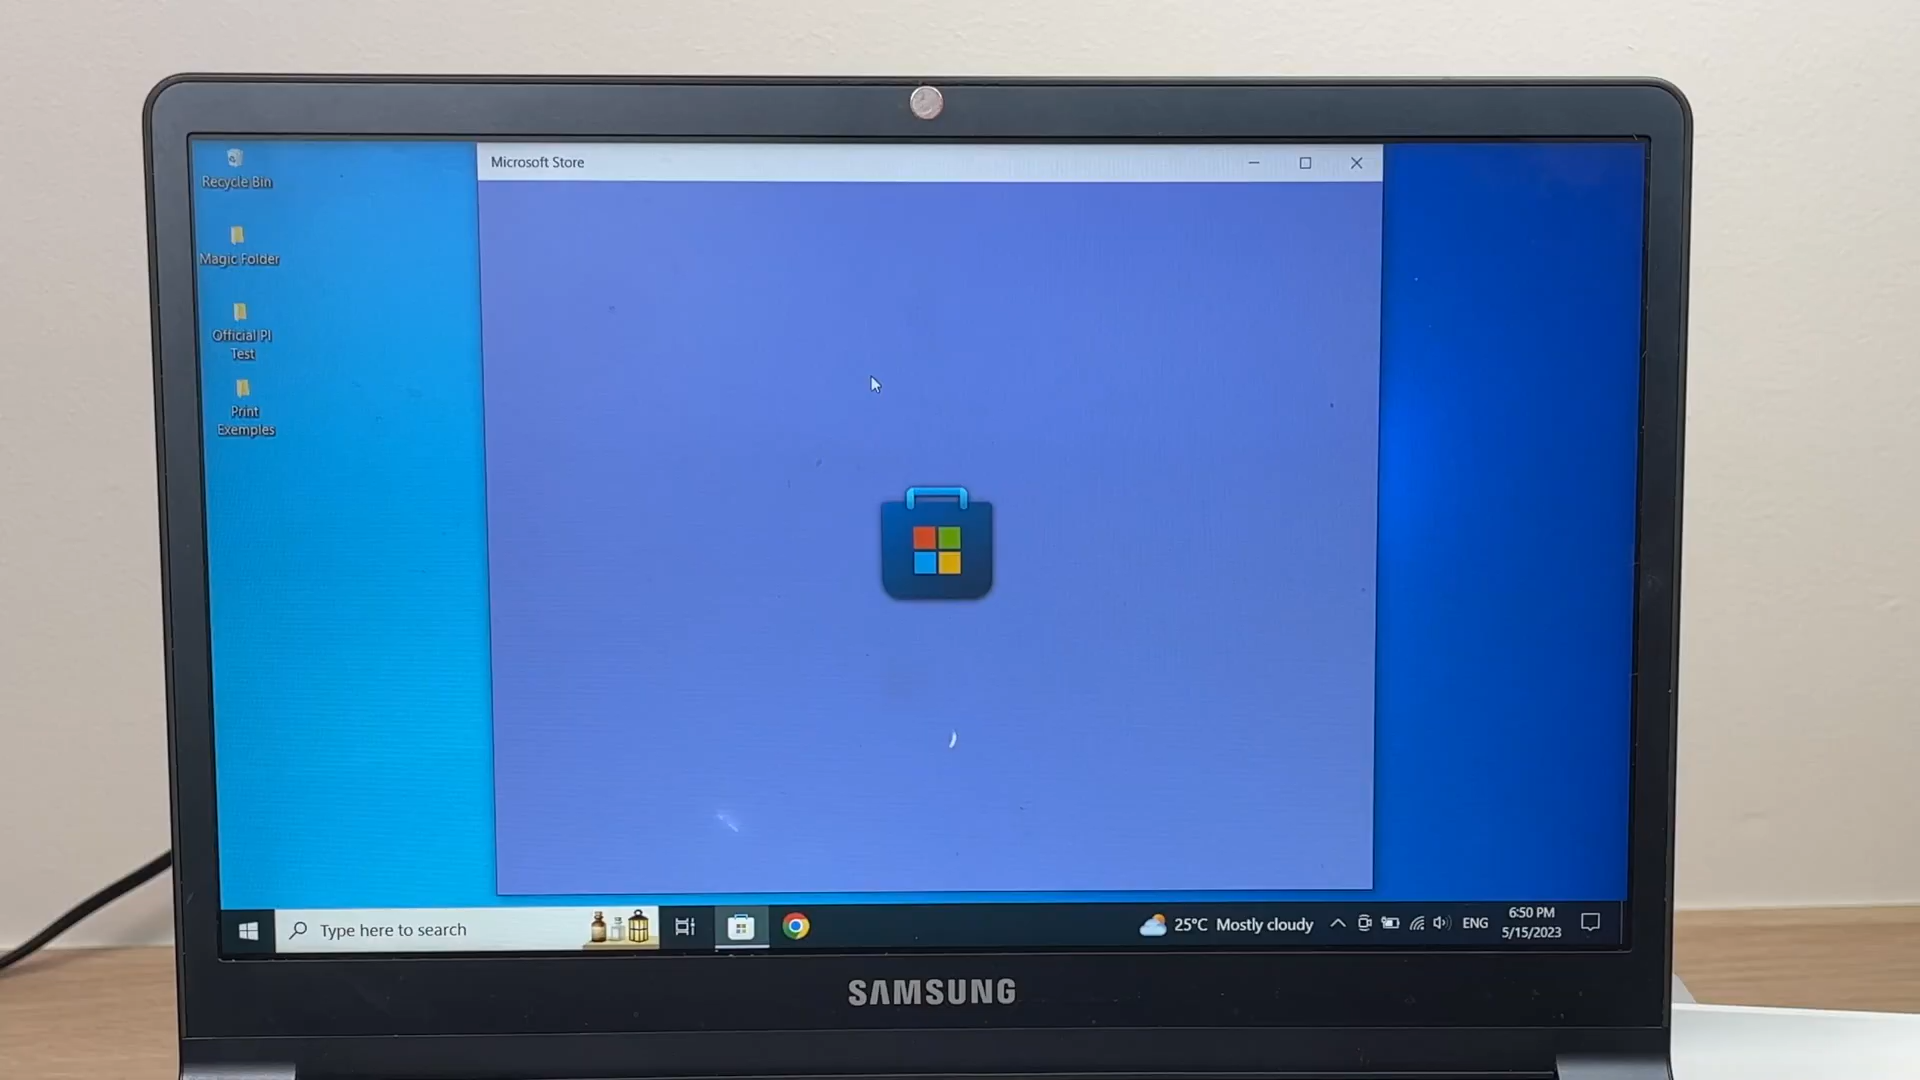 Microsoft Store
Recycle Bin
Magic Folder
Official PI
Test
Print
Exemples
Type here to search
25°C Mostly cloudy
ENG
6:50 PM
5/15/2023
SAMSUNG